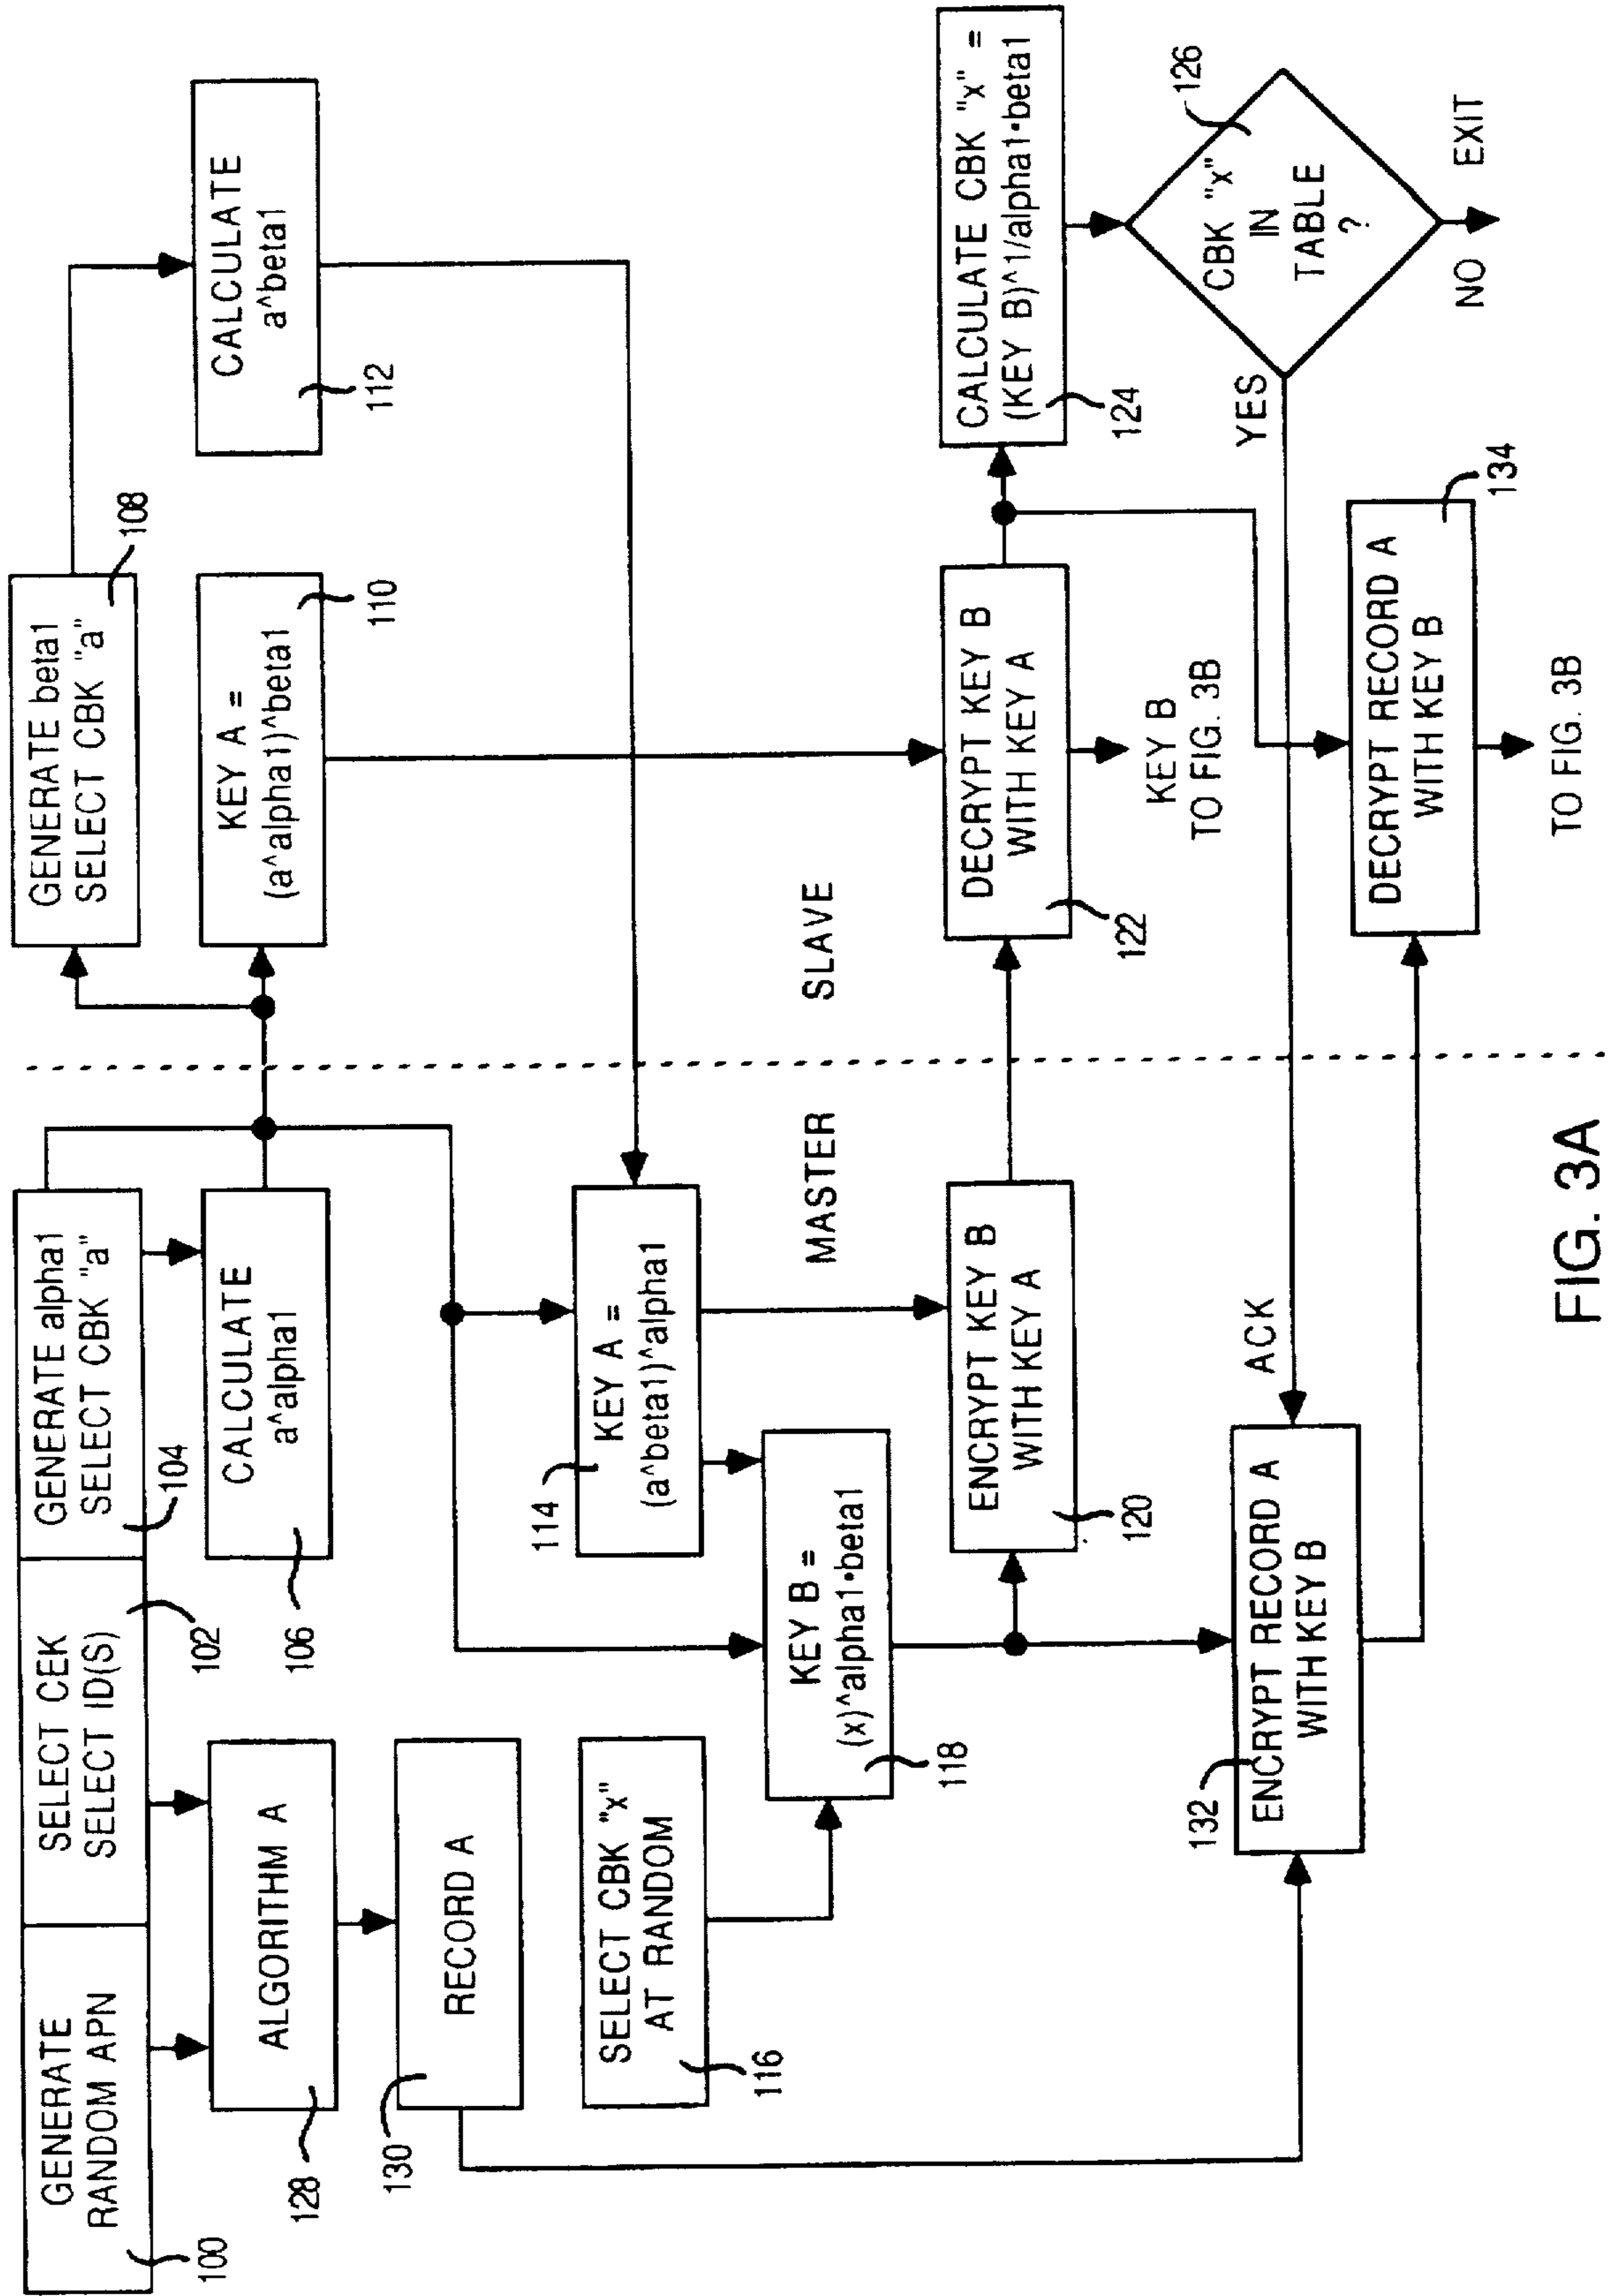 GENERATE
RANDOM APN
100
SELECT CEK
SELECT ID(S)
102
GENERATE alpha1
SELECT CBK "a"
104
GENERATE beta1
SELECT CBK "a"
108
ALGORITHM A
128
CALCULATE
a^alpha1
106
KEY A =
(a^alpha1)^beta1
110
CALCULATE
a^beta1
112
RECORD A
130
SELECT CBK "x"
AT RANDOM
116
114
KEY A =
(a^beta1)^alpha1
KEY B =
(x)^alpha1•beta1
118
MASTER
SLAVE
ENCRYPT KEY B
WITH KEY A
120
DECRYPT KEY B
WITH KEY A
122
CALCULATE CBK "x" =
(KEY B)^1/alpha1•beta1
124
KEY B
TO FIG. 3B
126
CBK "x"
IN
TABLE
?
YES
NO
EXIT
ACK
132
ENCRYPT RECORD A
WITH KEY B
DECRYPT RECORD A
WITH KEY B
134
TO FIG. 3B
FIG. 3A